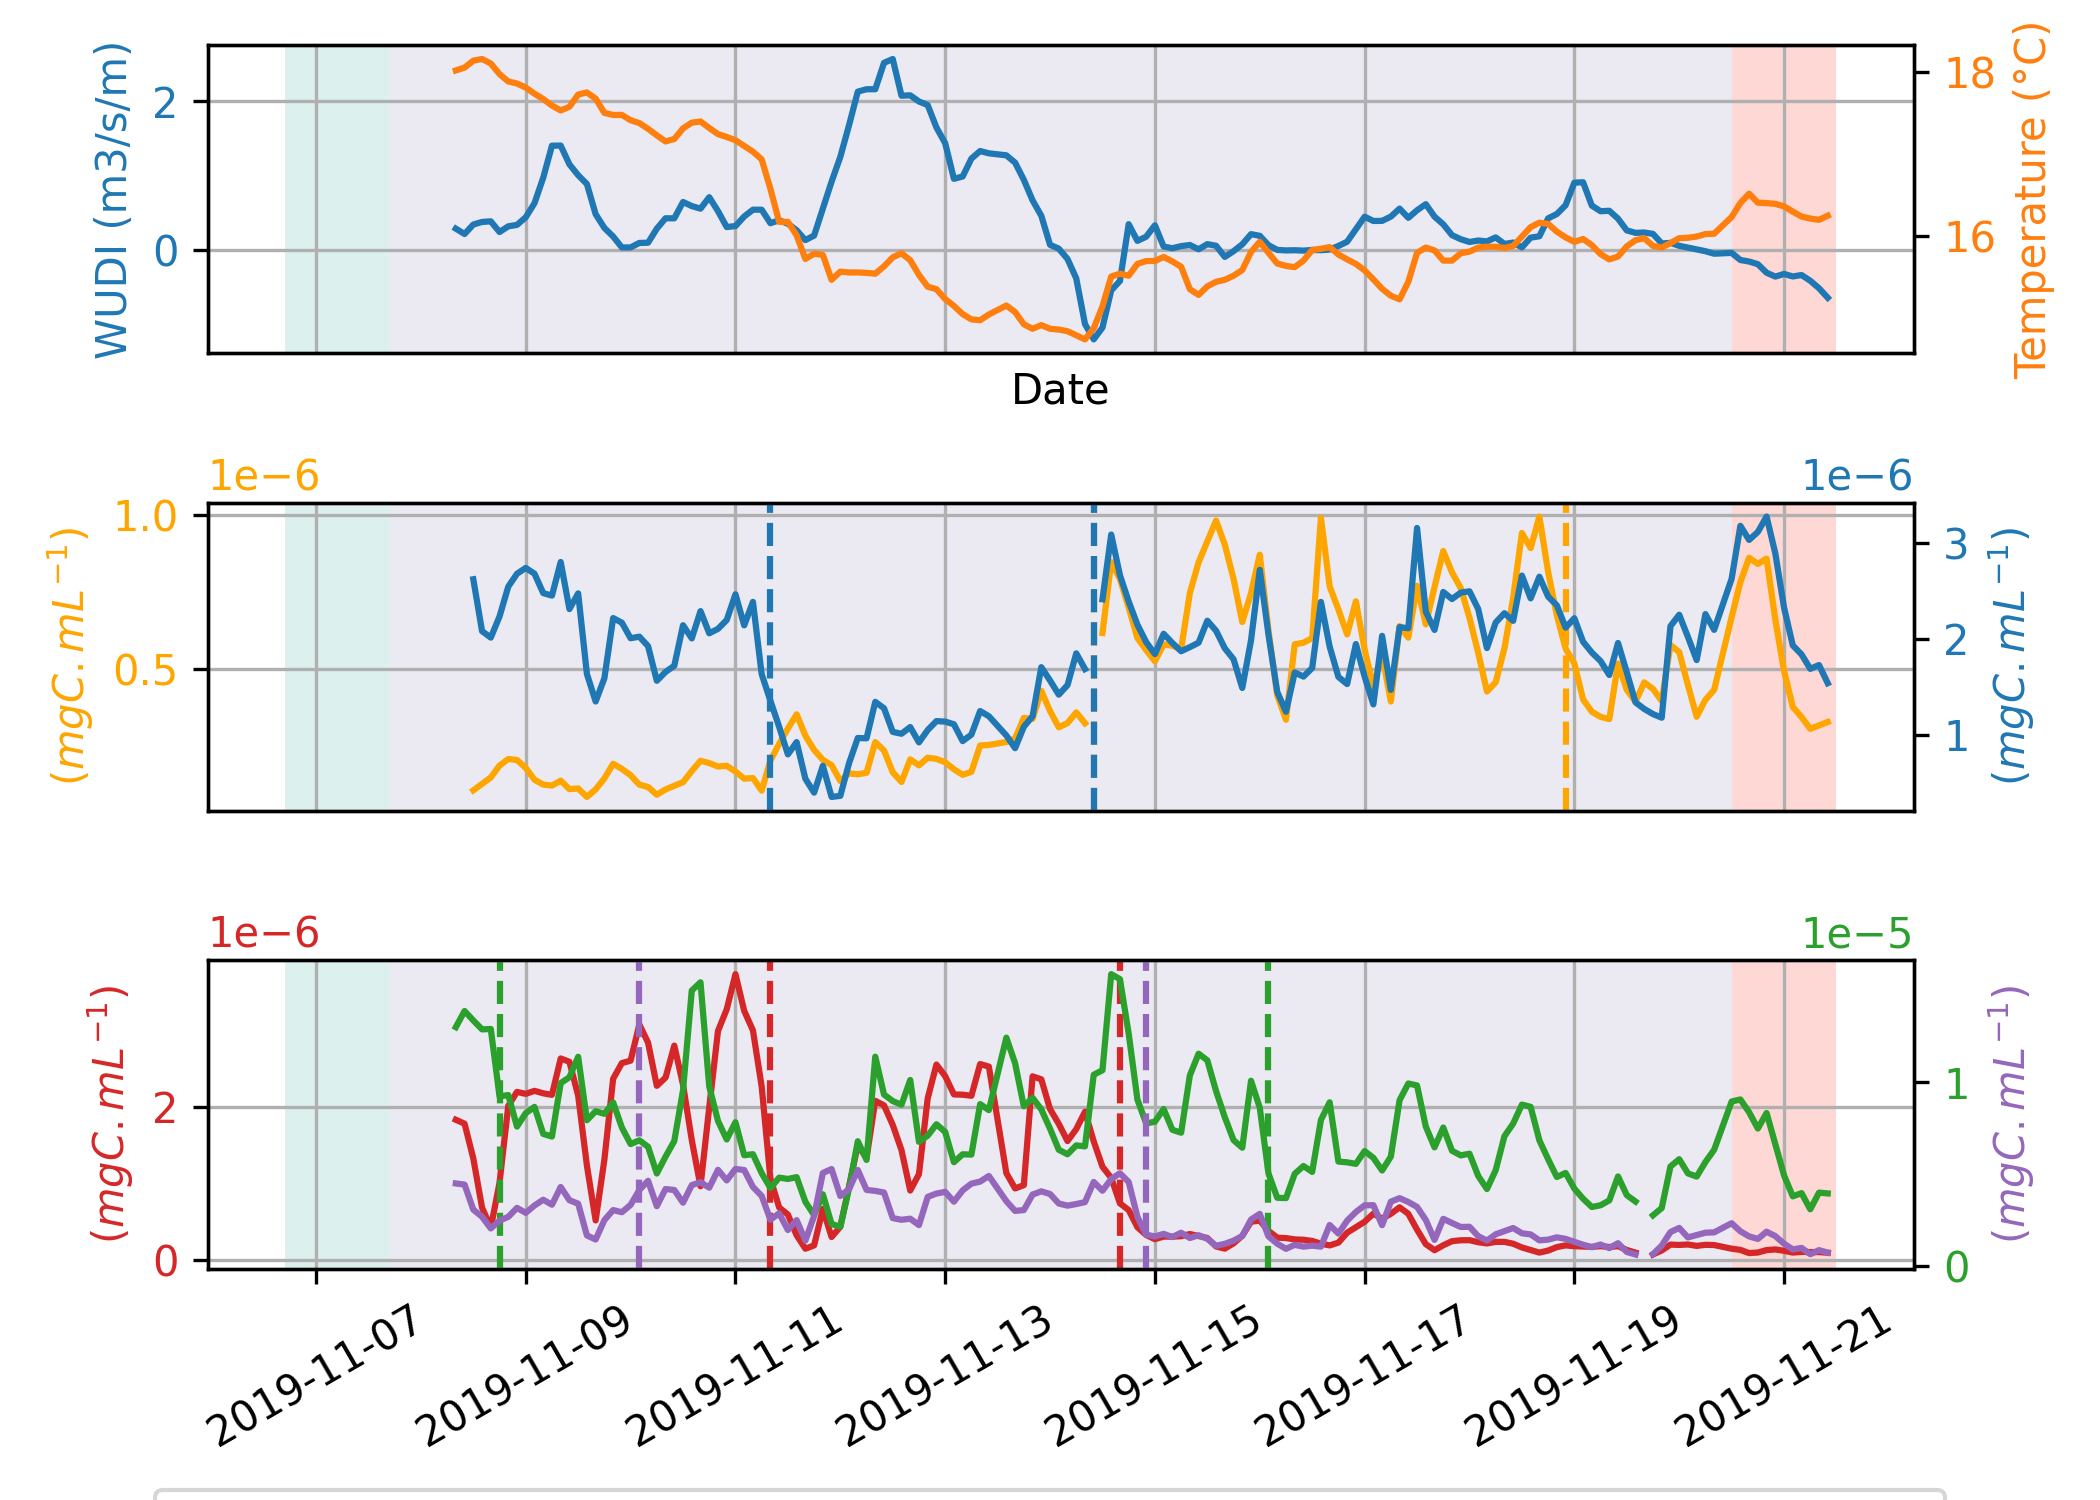 WUDI (m3/s/m)
2
0
18
16
Temperature (°C)
Date
1e−6
1e−6
(mgC.mL⁻¹)
1.0
0.5
3
2
1
(mgC.mL⁻¹)
1e−6
1e−5
(mgC.mL⁻¹)
2
0
1
0
(mgC.mL⁻¹)
2019-11-07
2019-11-09
2019-11-11
2019-11-13
2019-11-15
2019-11-17
2019-11-19
2019-11-21